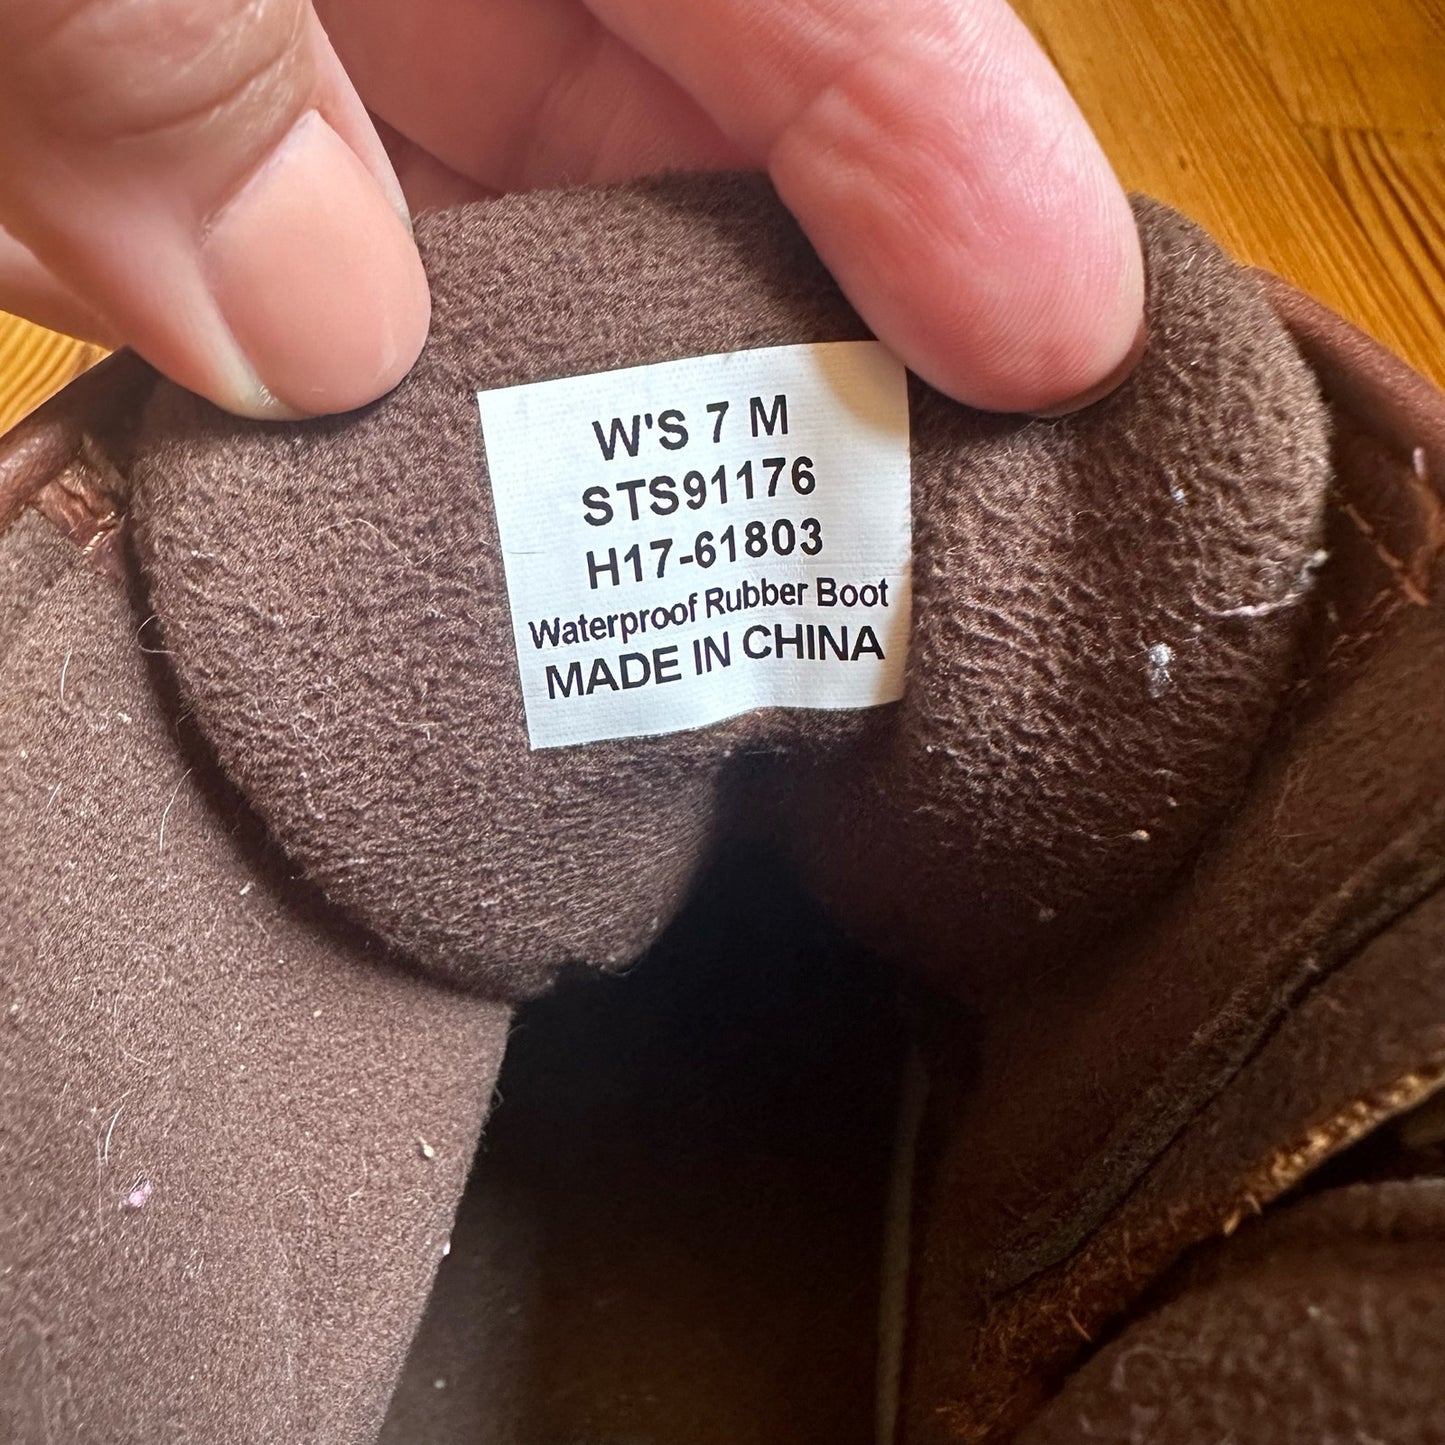 W'S 7 M
STS91176
H17-61803
Waterproof Rubber Boot
MADE IN CHINA